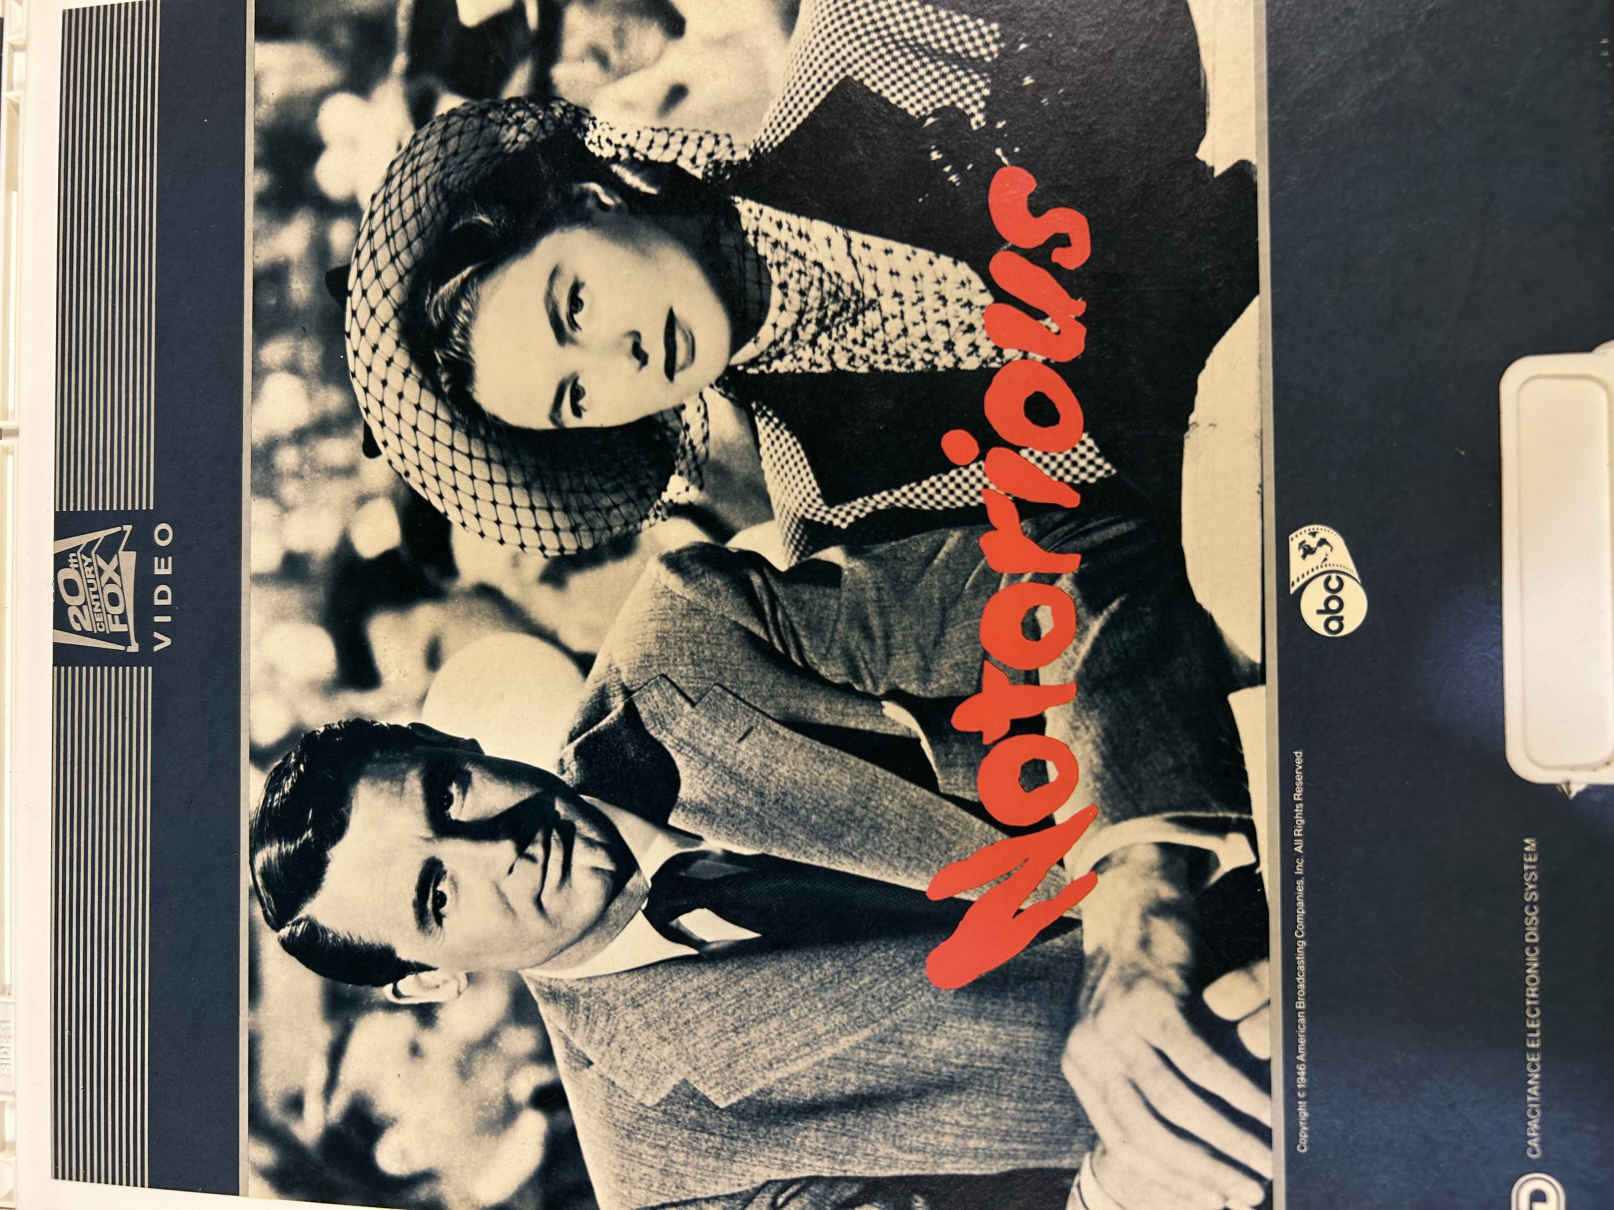 20th
CENTURY
FOX
VIDEO
Notorious
abc
Copyright © 1946 American Broadcasting Companies, Inc. All Rights Reserved.
CAPACITANCE ELECTRONIC DISC SYSTEM